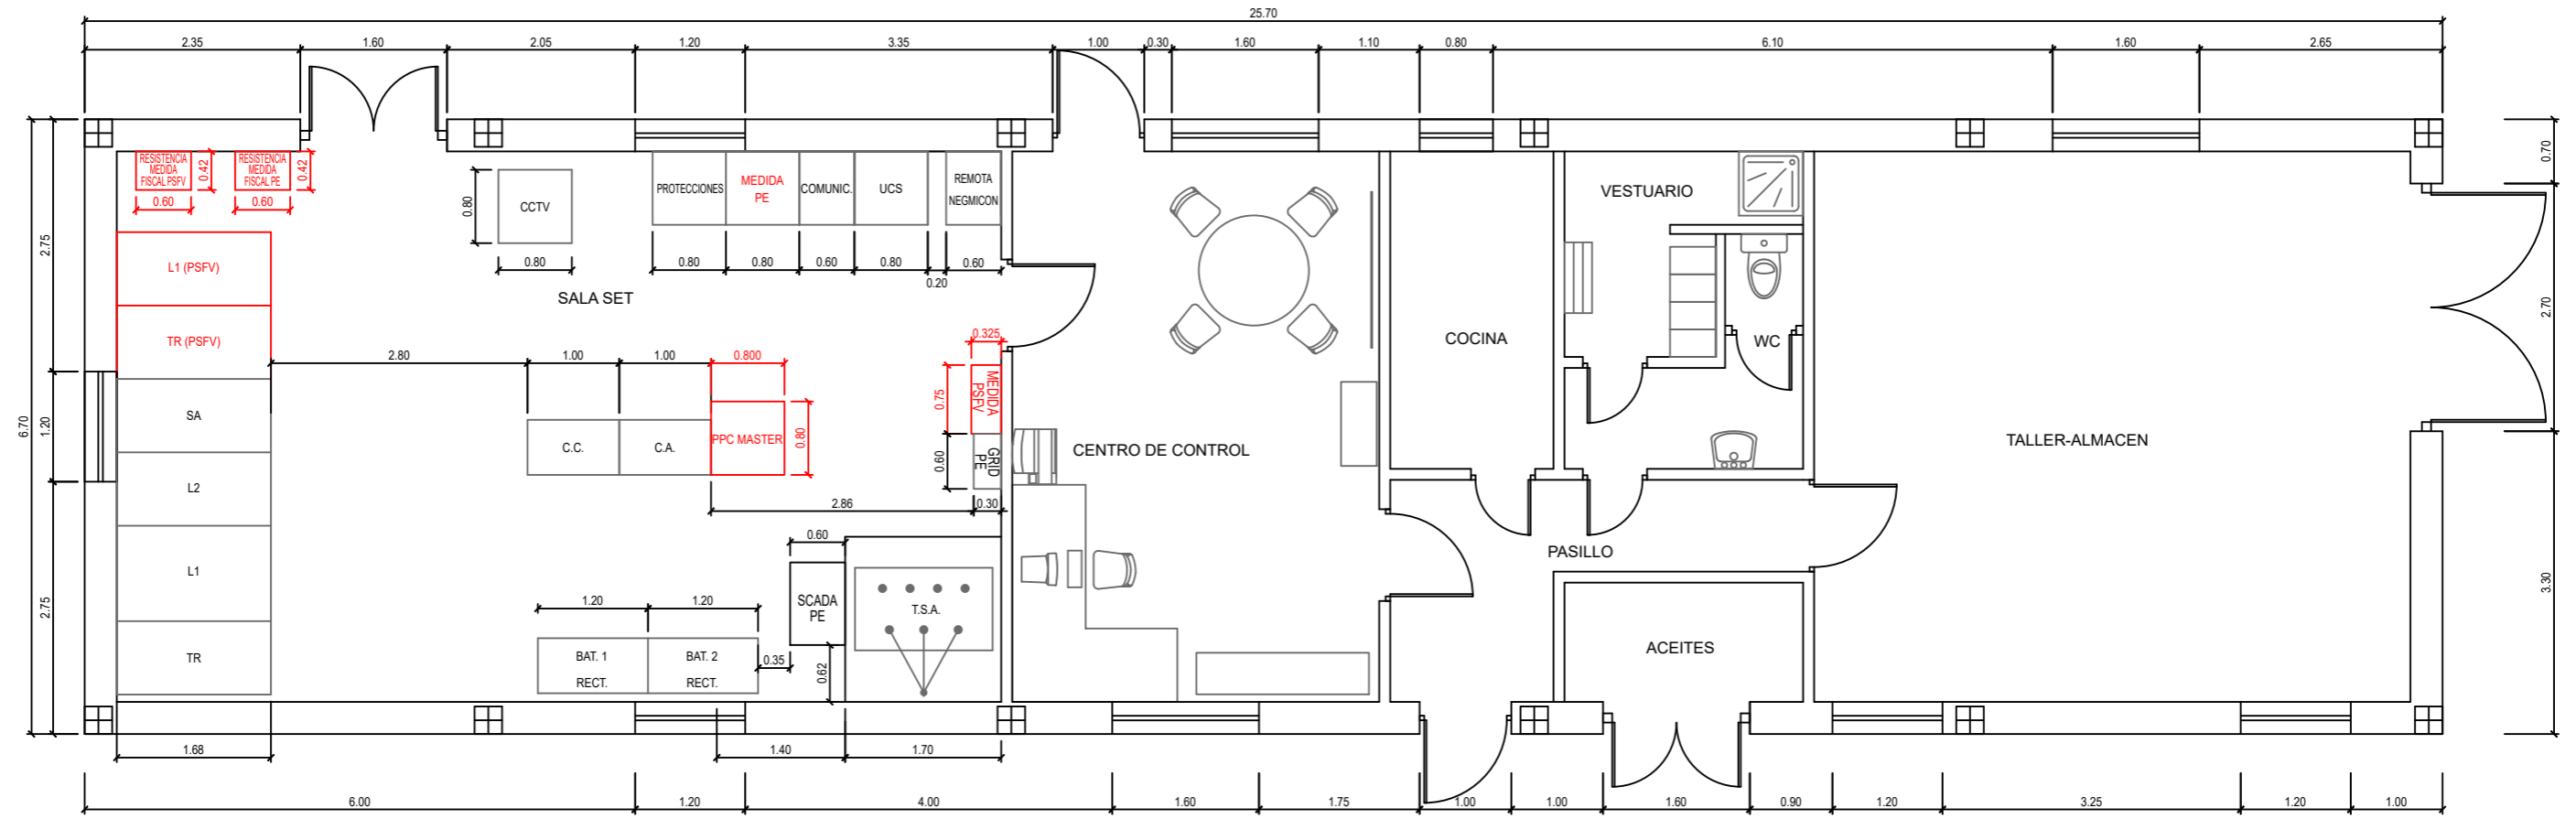 25.70
2.35
1.60
2.05
1.20
3.35
1.00
0.30
1.60
1.10
0.80
6.10
1.60
2.65
RESISTENCIA
MEDIDA
FISCAL PSFV
0.42
0.60
RESISTENCIA
MEDIDA
FISCAL PE
0.42
0.60
CCTV
0.80
0.80
PROTECCIONES
MEDIDA
PE
COMUNIC.
UCS
REMOTA
NEGMICON
0.80
0.80
0.60
0.80
0.20
0.60
VESTUARIO
0.70
2.75
L1 (PSFV)
SALA SET
2.70
TR (PSFV)
2.80
1.00
1.00
0.800
0.325
COCINA
WC
MEDIDA
PSFV
0.75
6.70
1.20
SA
C.C.
C.A.
PPC MASTER
0.80
CENTRO DE CONTROL
TALLER-ALMACEN
GRID
PE
0.60
L2
2.86
0.30
0.60
PASILLO
L1
3.30
2.75
1.20
1.20
SCADA
PE
T.S.A.
TR
BAT. 1
RECT.
BAT. 2
RECT.
0.35
0.62
ACEITES
1.68
1.40
1.70
6.00
1.20
4.00
1.60
1.75
1.00
1.00
1.60
0.90
1.20
3.25
1.20
1.00